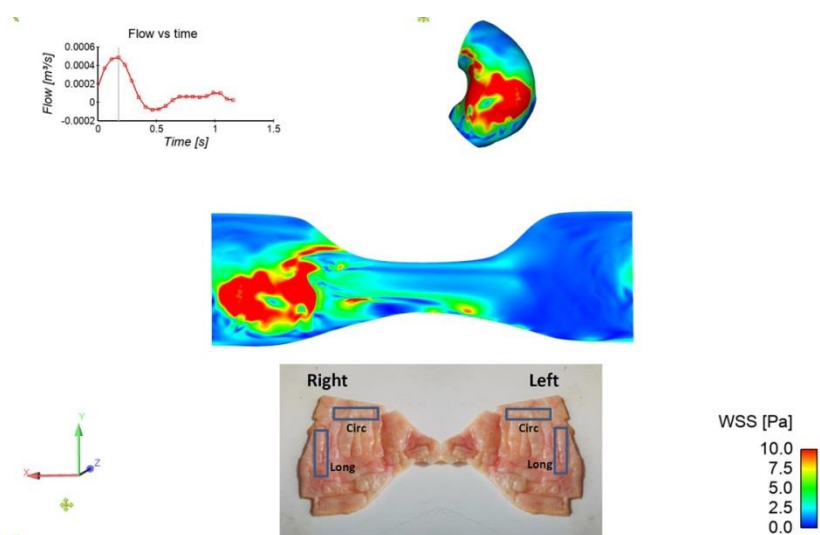 Flow vs time
Flow [m³/s]
0.0006
0.0004
0.0002
0
-0.0002
0
0.5
1
1.5
Time [s]
Right
Left
Circ
Circ
Long
Long
Y
X
Z
WSS [Pa]
10.0
7.5
5.0
2.5
0.0